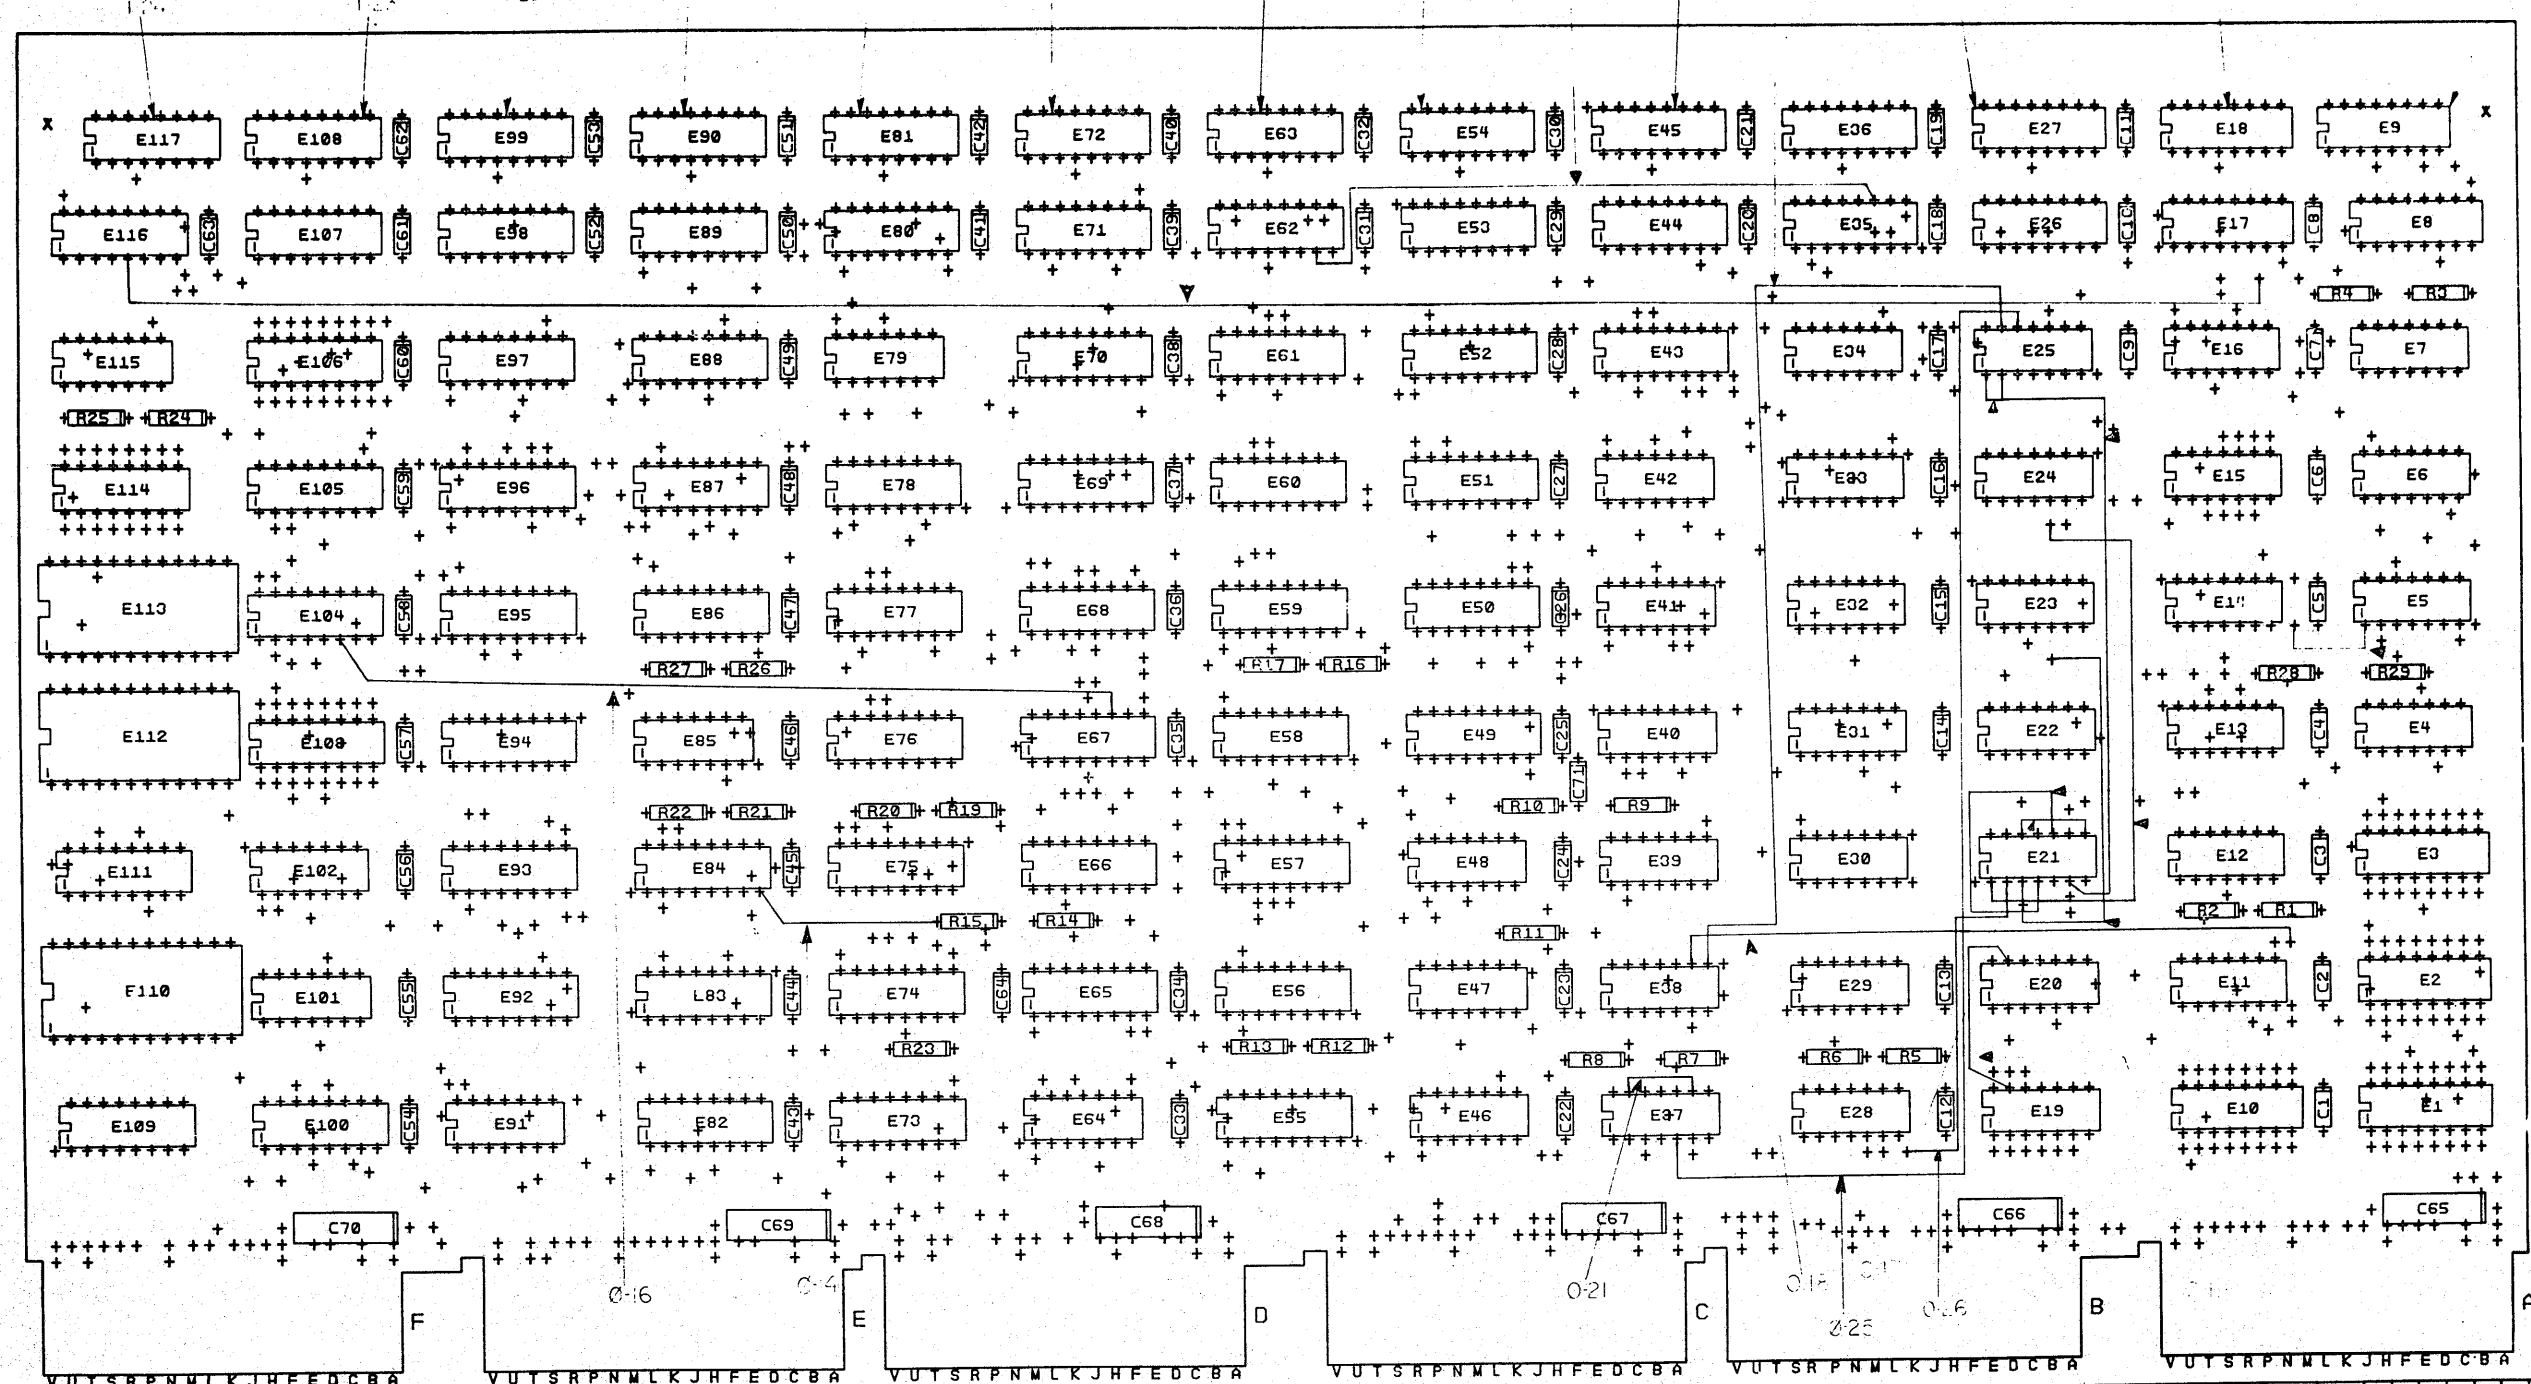 X E117 E108 C62 E99 C53 E90 C51 E81 C42 E72 C40 E63 C32 E54 C30 E45 C21 E36 C19 E27 C11 E18 E9 X
E116 C63 E107 C61 E98 C52 E89 C50 E80 C41 E71 C39 E62 C31 E53 C29 E44 C20 E35 C18 E26 C10 E17 C8 E8
R4 R3
E115 E106 C60 E97 E88 C49 E79 E70 C38 E61 E52 C28 E43 E34 C17 E25 C9 E16 C7 E7
R25 R24
E114 E105 C59 E96 E87 C48 E78 E69 C37 E60 E51 C27 E42 E33 C16 E24 E15 C6 E6
E113 E104 C58 E95 E86 C47 E77 E68 C36 E59 E50 C26 E41 E32 C15 E23 E14 C5 E5
R27 R26 R17 R16 R28 R29
E112 E103 C57 E94 E85 C46 E76 E67 C35 E58 E49 C25 E40 E31 C14 E22 E13 C4 E4
C71
R22 R21 R20 R19 R10 R9
E111 E102 C56 E93 E84 C45 E75 E66 E57 E48 C24 E39 E30 E21 E12 C3 E3
R15 R14 R11 R2 R1
E101 C55 E92 C44 E74 C64 E65 C34 E56 E47 C23 E38 E29 C13 E20 E11 C2 E2
R23 R13 R12 R8 R7 R6 R5
E109 E100 C54 E91 E82 C43 E73 E64 C33 E55 E46 C22 E37 E28 C12 E19 E10 C1 E1
C70 C69 C68 C67 C66 C65
Ø-16 O-21 Ø-25
F E D C B A
V U T S R P N M L K J H F E D C B A V U T S R P N M L K J H F E D C B A V U T S R P N M L K J H F E D C B A V U T S R P N M L K J H F E D C B A V U T S R P N M L K J H F E D C B A V U T S R P N M L K J H F E D C B A